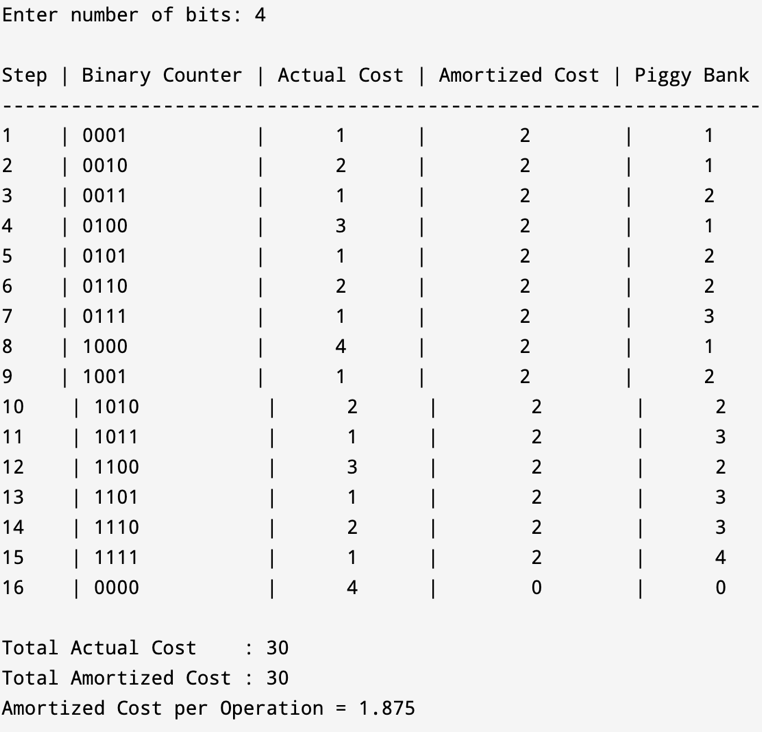 Enter number of bits: 4
Step | Binary Counter | Actual Cost | Amortized Cost | Piggy Bank
-----------------------------------------------------------------
1    | 0001           |      1      |        2        |      1
2    | 0010           |      2      |        2        |      1
3    | 0011           |      1      |        2        |      2
4    | 0100           |      3      |        2        |      1
5    | 0101           |      1      |        2        |      2
6    | 0110           |      2      |        2        |      2
7    | 0111           |      1      |        2        |      3
8    | 1000           |      4      |        2        |      1
9    | 1001           |      1      |        2        |      2
10    | 1010           |      2      |        2        |      2
11    | 1011           |      1      |        2        |      3
12    | 1100           |      3      |        2        |      2
13    | 1101           |      1      |        2        |      3
14    | 1110           |      2      |        2        |      3
15    | 1111           |      1      |        2        |      4
16    | 0000           |      4      |        0        |      0
Total Actual Cost    : 30
Total Amortized Cost : 30
Amortized Cost per Operation = 1.875